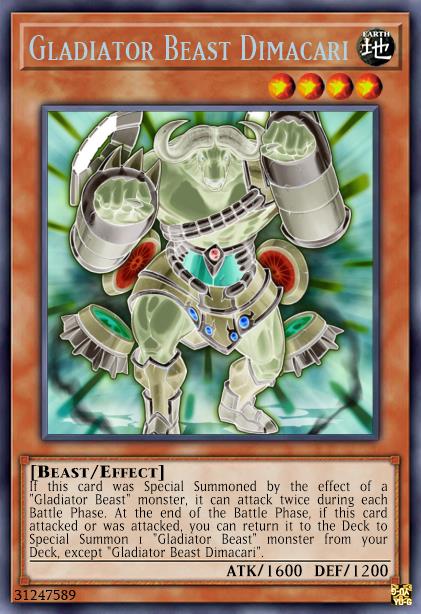 GLADIATOR BEAST DIMACARI
EARTH
地
[BEAST/EFFECT]
If this card was Special Summoned by the effect of a
"Gladiator Beast" monster, it can attack twice during each
Battle Phase. At the end of the Battle Phase, if this card
attacked or was attacked, you can return it to the Deck to
Special Summon 1 "Gladiator Beast" monster from your
Deck, except "Gladiator Beast Dimacari".
ATK/1600 DEF/1200
31247589